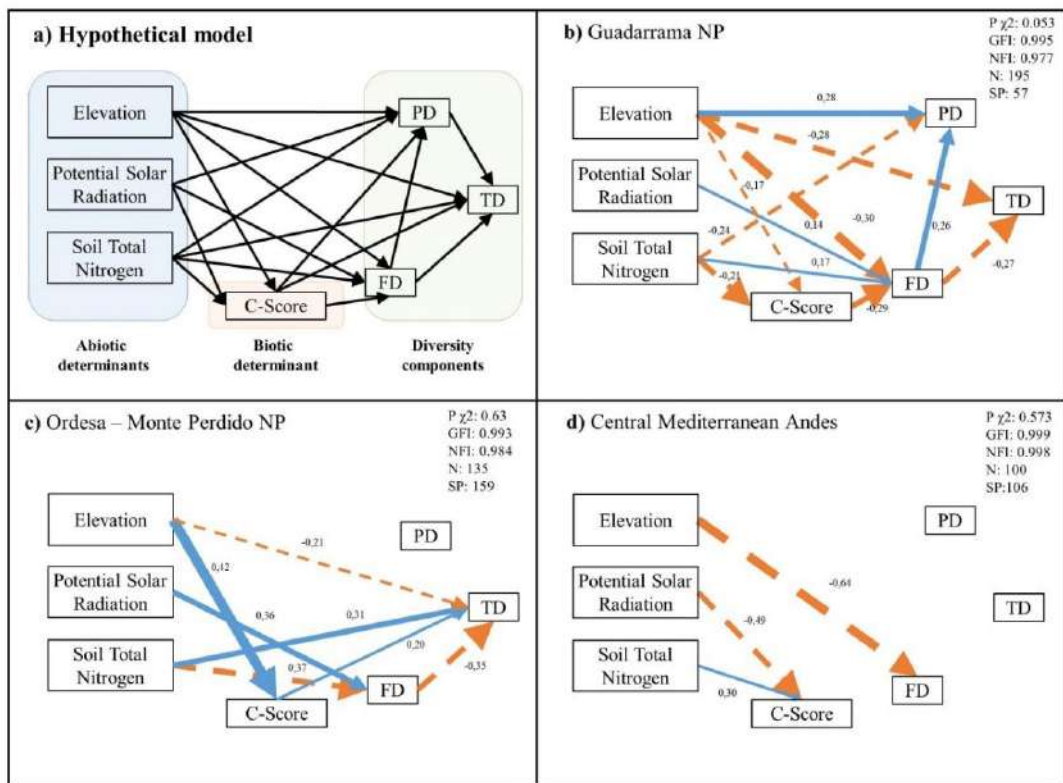 a) Hypothetical model
Elevation
Potential Solar
Radiation
Soil Total
Nitrogen
C-Score
PD
TD
FD
Abiotic
determinants
Biotic
determinant
Diversity
components
b) Guadarrama NP
P χ2: 0.053
GFI: 0.995
NFI: 0.977
N: 195
SP: 57
Elevation
Potential Solar
Radiation
Soil Total
Nitrogen
C-Score
PD
TD
FD
0,28
-0,28
-0,17
-0,30
-0,24
0,14
0,26
0,17
-0,27
-0,21
-0,29
c) Ordesa – Monte Perdido NP
P χ2: 0.63
GFI: 0.993
NFI: 0.984
N: 135
SP: 159
Elevation
Potential Solar
Radiation
Soil Total
Nitrogen
C-Score
PD
TD
FD
-0,21
0,42
0,36
0,31
0,20
0,37
-0,35
d) Central Mediterranean Andes
P χ2: 0.573
GFI: 0.999
NFI: 0.998
N: 100
SP:106
Elevation
Potential Solar
Radiation
Soil Total
Nitrogen
C-Score
PD
TD
FD
-0,64
-0,49
0,30